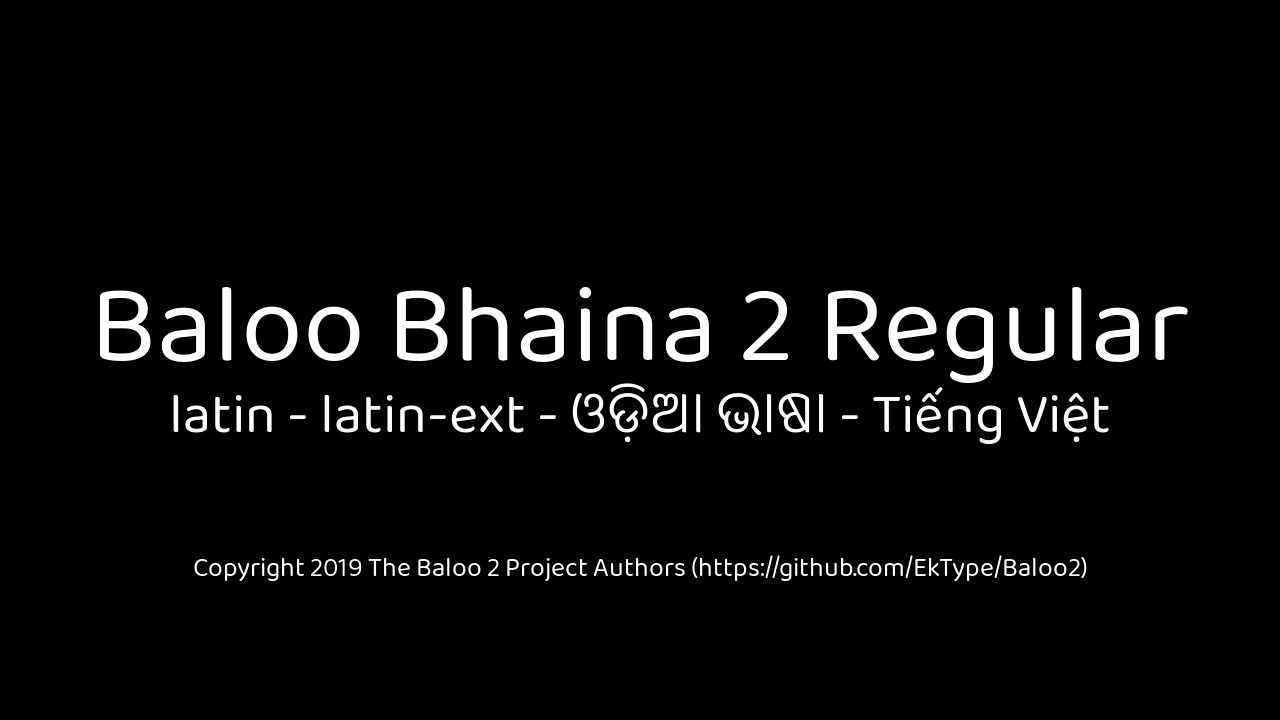 Baloo Bhaina 2 Regular
latin - latin-ext - ଓଡ଼ିଆ ଭାଷା - Tiếng Việt
Copyright 2019 The Baloo 2 Project Authors (https://github.com/EkType/Baloo2)